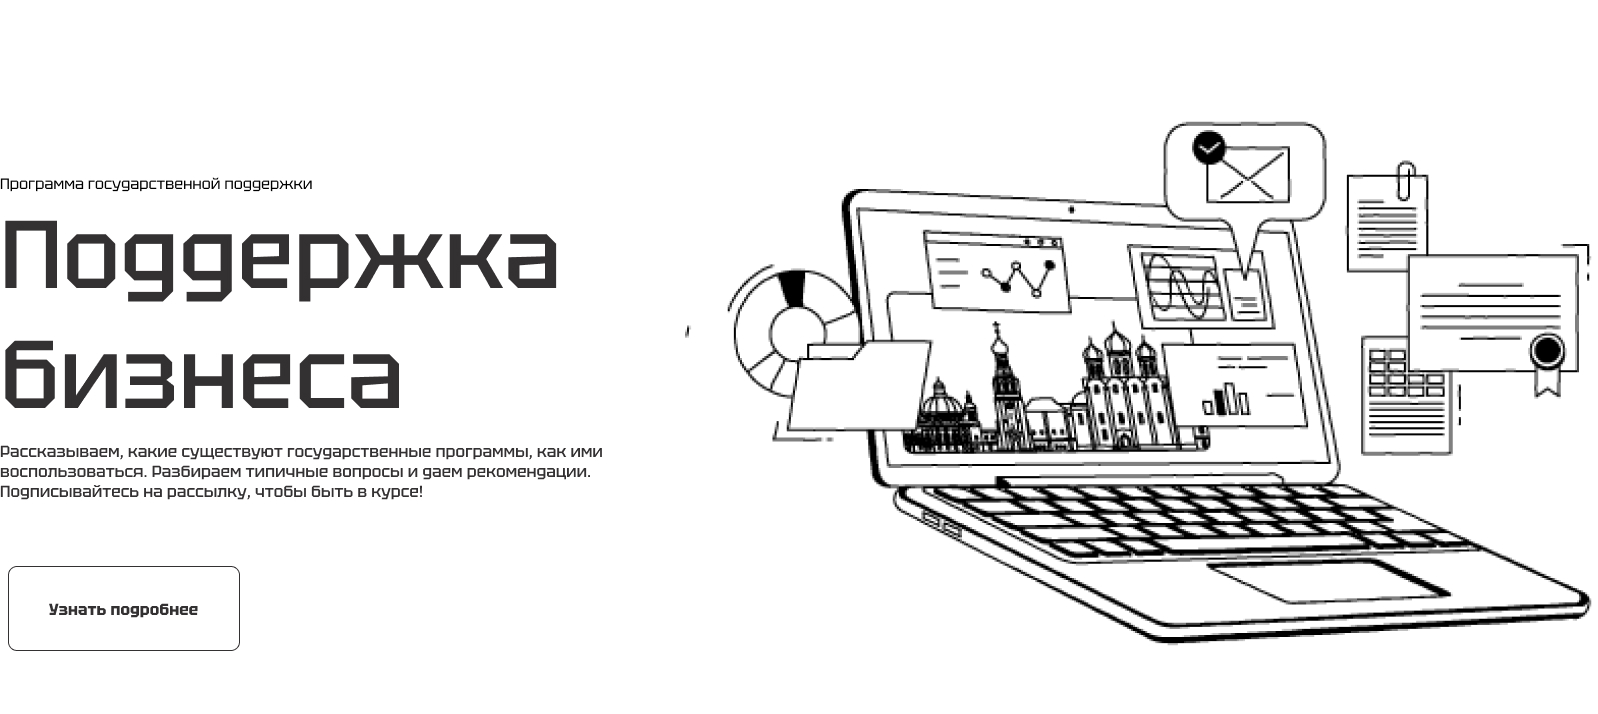 Программа государственной поддержки
Поддержка
бизнеса
Рассказываем, какие существуют государственные программы, как ими
воспользоваться. Разбираем типичные вопросы и даем рекомендации.
Подписывайтесь на рассылку, чтобы быть в курсе!
Узнать подробнее